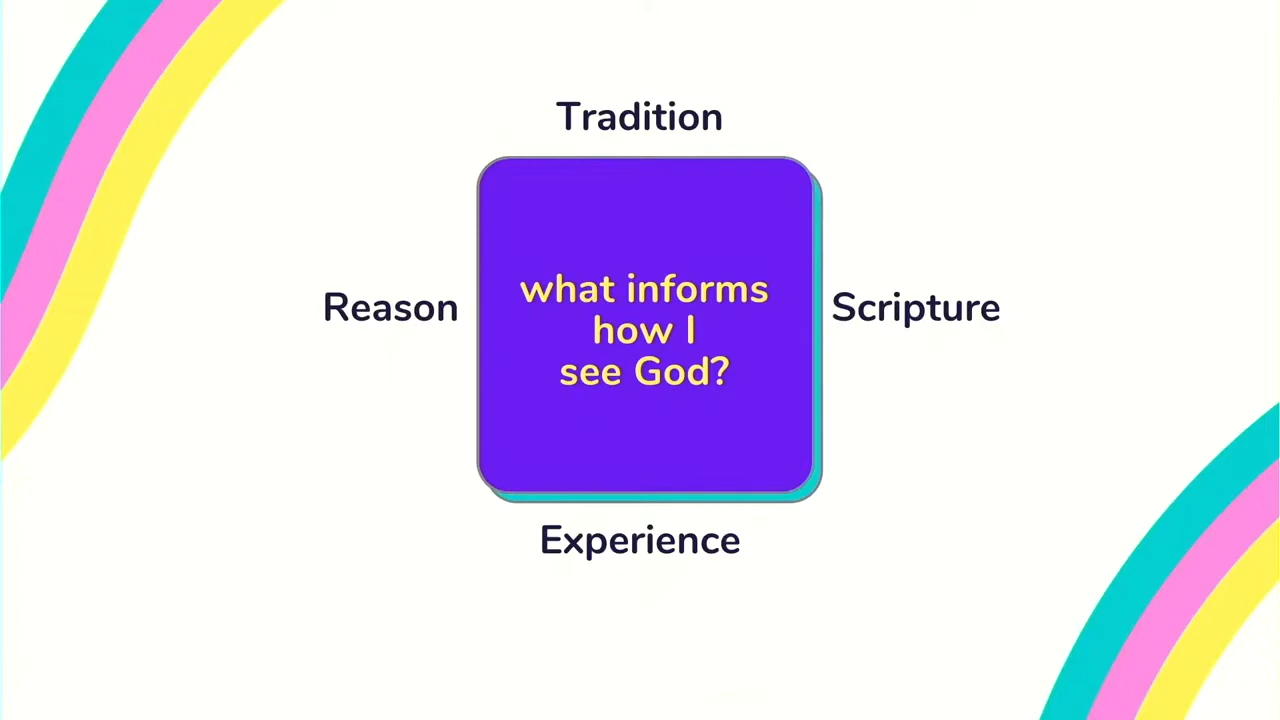 Tradition
Reason
what informs
how I
see God?
Scripture
Experience